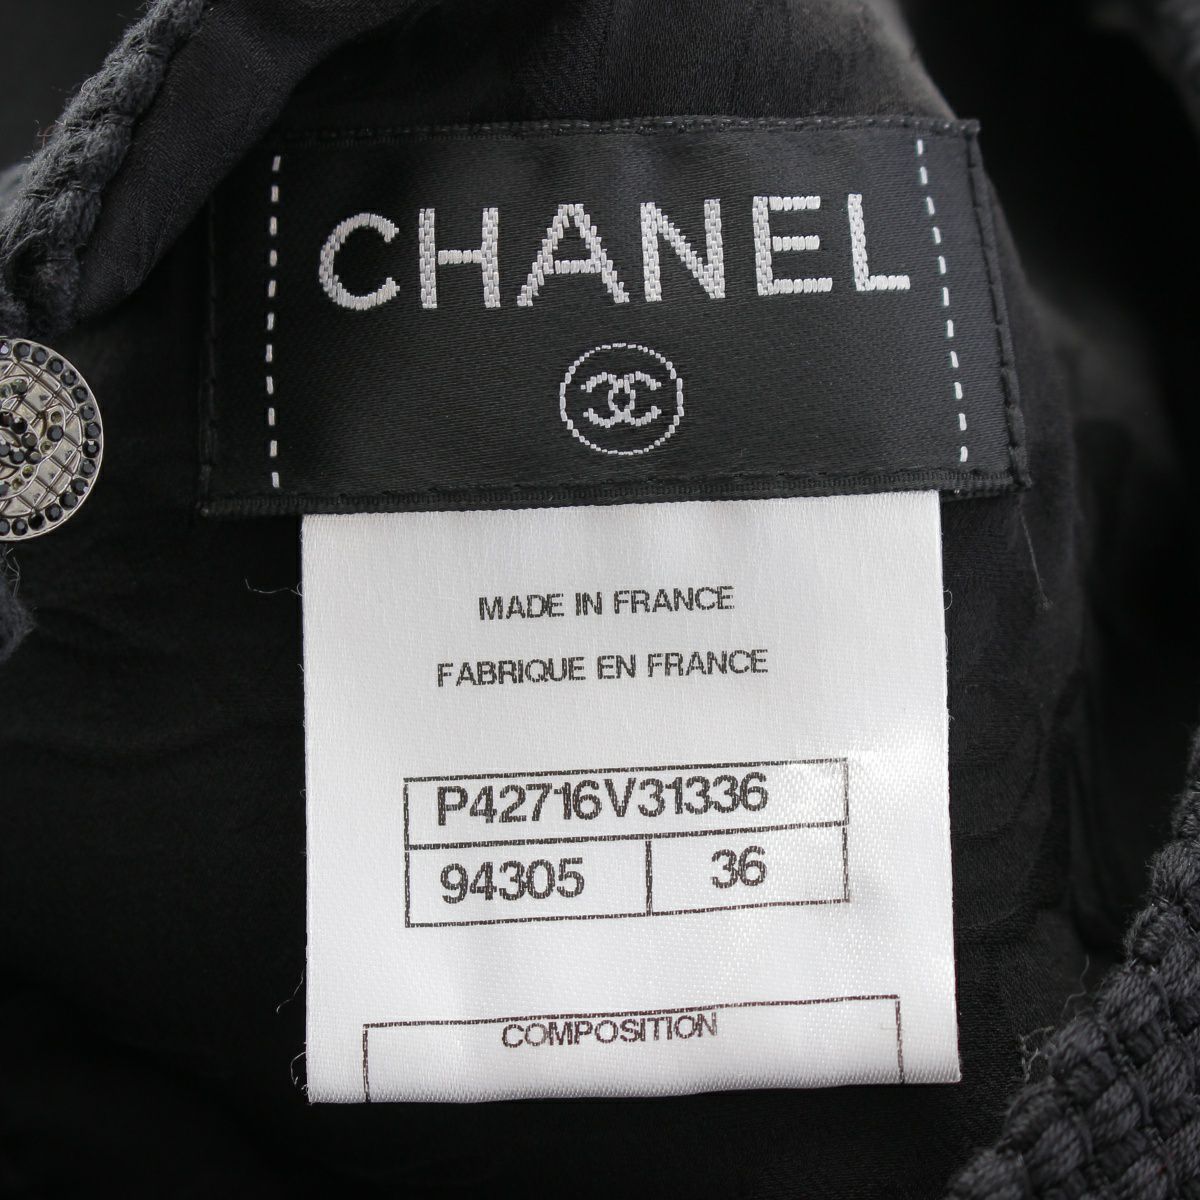 CHANEL
MADE IN FRANCE
FABRIQUE EN FRANCE
P42716V31336
94305 36
COMPOSITION